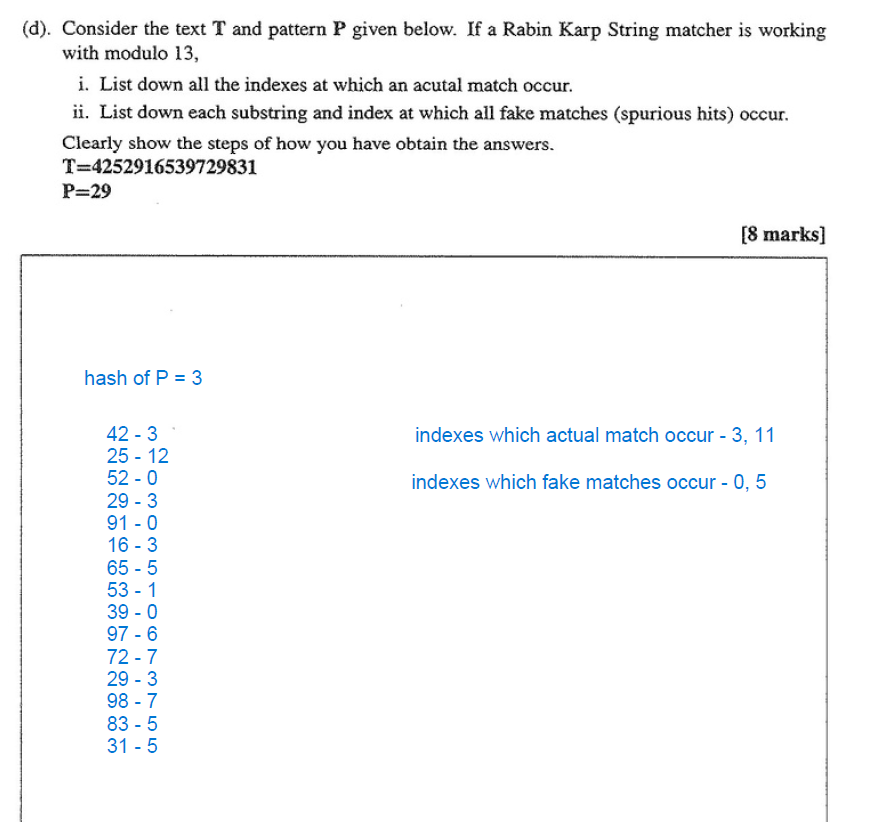 (d). Consider the text T and pattern P given below. If a Rabin Karp String matcher is working
with modulo 13,
i. List down all the indexes at which an acutal match occur.
ii. List down each substring and index at which all fake matches (spurious hits) occur.
Clearly show the steps of how you have obtain the answers.
T=4252916539729831
P=29
[8 marks]
hash of P = 3
42 - 3
25 - 12
52 - 0
29 - 3
91 - 0
16 - 3
65 - 5
53 - 1
39 - 0
97 - 6
72 - 7
29 - 3
98 - 7
83 - 5
31 - 5
indexes which actual match occur - 3, 11
indexes which fake matches occur - 0, 5